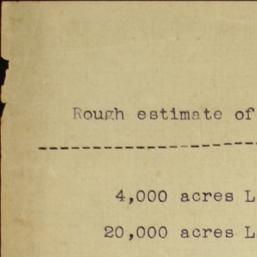 Rough estimate of
--------------------
4,000 acres L
20,000 acres L